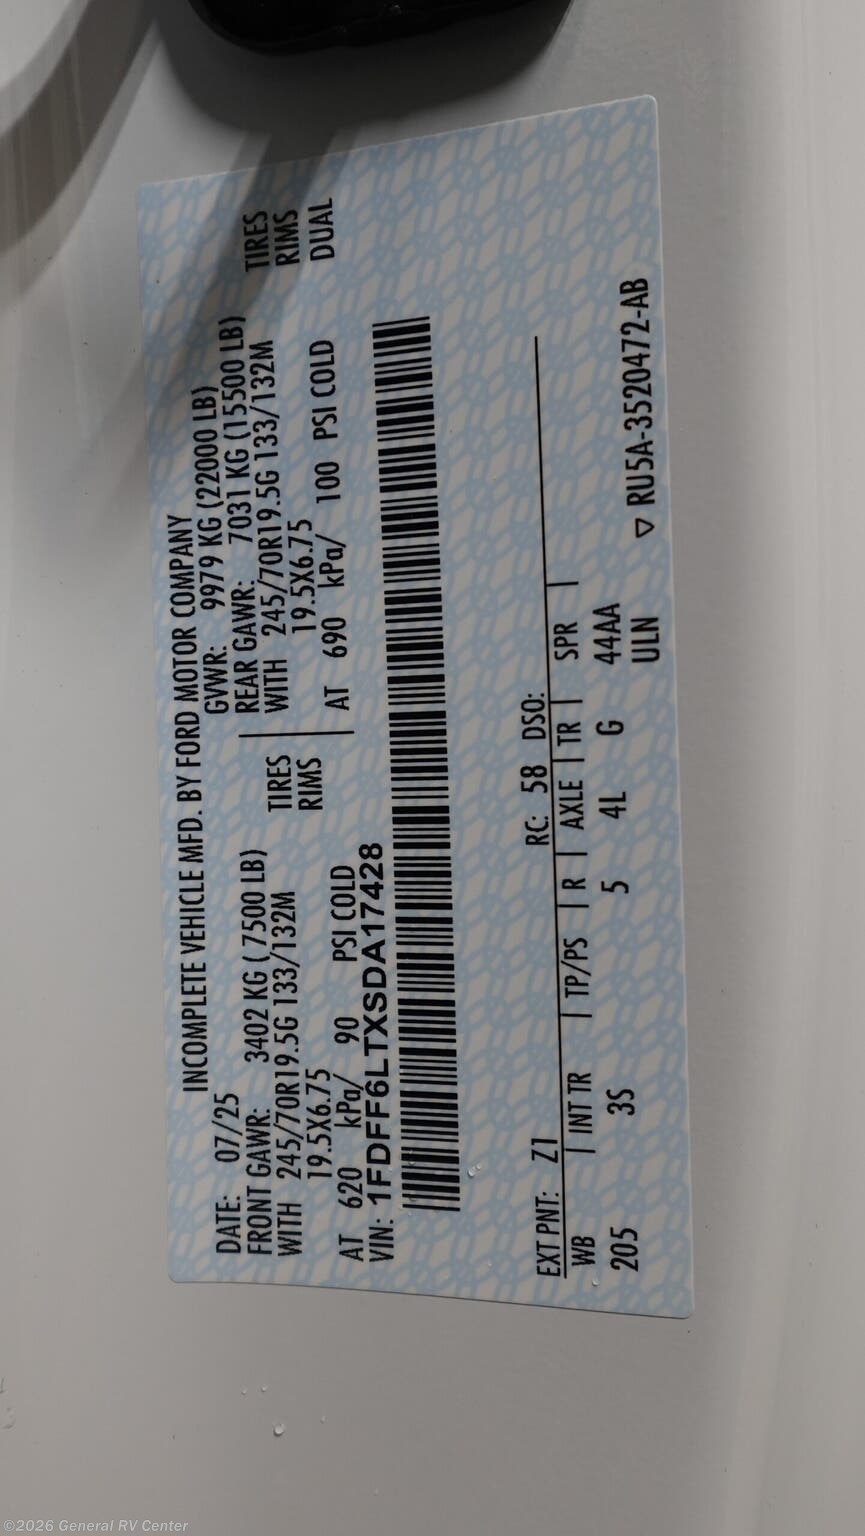 INCOMPLETE VEHICLE MFD. BY FORD MOTOR COMPANY
DATE: 07/25 GVWR: 9979 KG (22000 LB)
FRONT GAWR: 3402 KG ( 7500 LB) REAR GAWR: 7031 KG (15500 LB)
WITH 245/70R19.5G 133/132M TIRES WITH 245/70R19.5G 133/132M TIRES
19.5X6.75 RIMS 19.5X6.75 RIMS
AT 620 kPa/ 90 PSI COLD AT 690 kPa/ 100 PSI COLD DUAL
VIN: 1FDFF6LTXSDA17428
EXT PNT: Z1 RC: 58 DSO:
WB | INT TR | TP/PS | R | AXLE | TR | SPR |
205 3S 5 4L G 44AA
ULN ▽ RU5A-3520472-AB
©2026 General RV Center